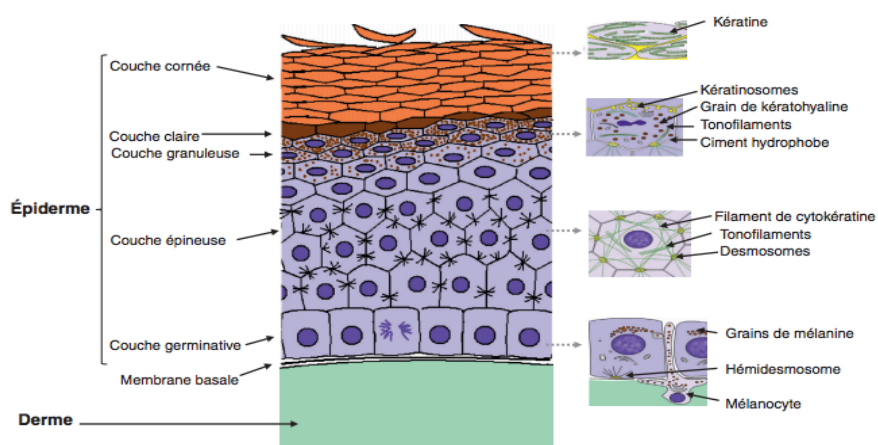 Couche cornée
Couche claire
Couche granuleuse
Épiderme
Couche épineuse
Couche germinative
Membrane basale
Derme
Kératine
Kératinosomes
Grain de kératohyaline
Tonofilaments
Ciment hydrophobe
Filament de cytokératine
Tonofilaments
Desmosomes
Grains de mélanine
Hémidesmosome
Mélanocyte